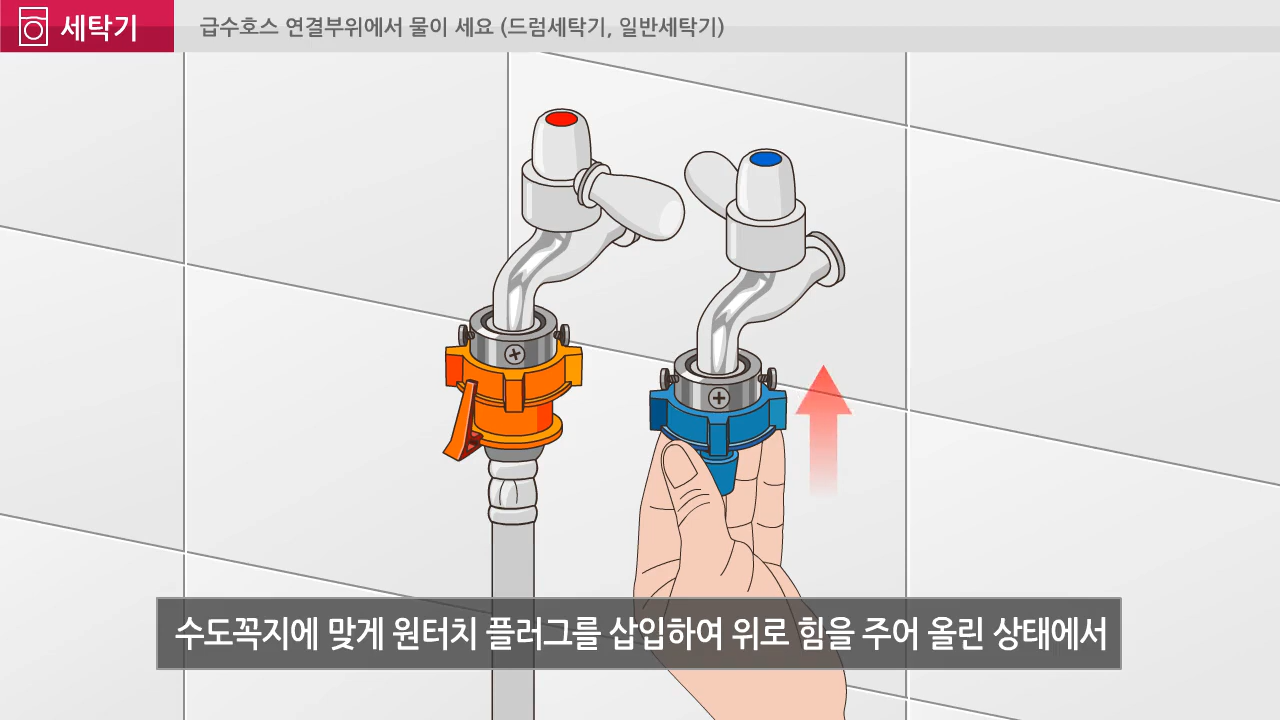 세탁기
급수호스 연결부위에서 물이 세요 (드럼세탁기, 일반세탁기)
수도꼭지에 맞게 원터치 플러그를 삽입하여 위로 힘을 주어 올린 상태에서